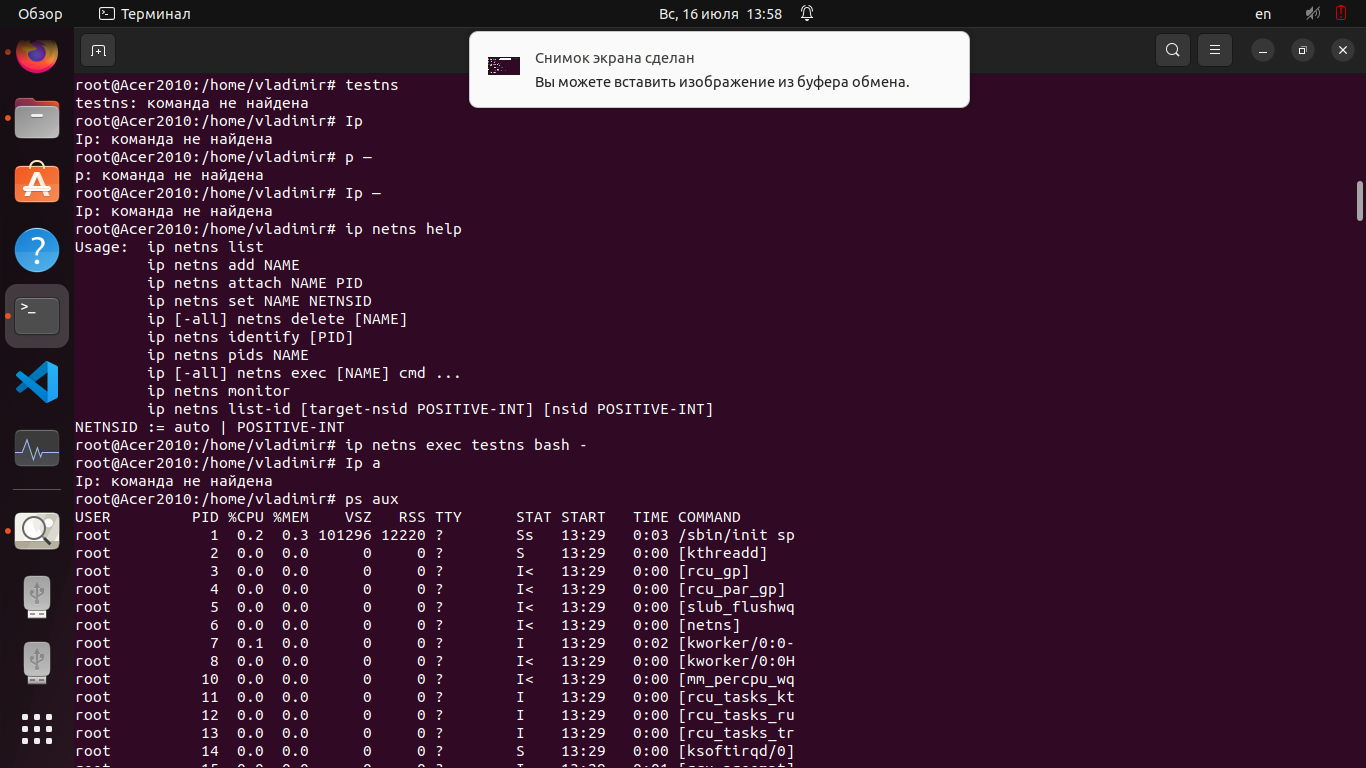 Обзор
Терминал
Вс, 16 июля 13:58
en
Снимок экрана сделан
Вы можете вставить изображение из буфера обмена.
root@Acer2010:/home/vladimir# testns
testns: команда не найдена
root@Acer2010:/home/vladimir# Ip
Ip: команда не найдена
root@Acer2010:/home/vladimir# p –
p: команда не найдена
root@Acer2010:/home/vladimir# Ip –
Ip: команда не найдена
root@Acer2010:/home/vladimir# ip netns help
Usage:  ip netns list
        ip netns add NAME
        ip netns attach NAME PID
        ip netns set NAME NETNSID
        ip [-all] netns delete [NAME]
        ip netns identify [PID]
        ip netns pids NAME
        ip [-all] netns exec [NAME] cmd ...
        ip netns monitor
        ip netns list-id [target-nsid POSITIVE-INT] [nsid POSITIVE-INT]
NETNSID := auto | POSITIVE-INT
root@Acer2010:/home/vladimir# ip netns exec testns bash -
root@Acer2010:/home/vladimir# Ip a
Ip: команда не найдена
root@Acer2010:/home/vladimir# ps aux
USER         PID %CPU %MEM    VSZ   RSS TTY      STAT START   TIME COMMAND
root           1  0.2  0.3 101296 12220 ?        Ss   13:29   0:03 /sbin/init sp
root           2  0.0  0.0      0     0 ?        S    13:29   0:00 [kthreadd]
root           3  0.0  0.0      0     0 ?        I<   13:29   0:00 [rcu_gp]
root           4  0.0  0.0      0     0 ?        I<   13:29   0:00 [rcu_par_gp]
root           5  0.0  0.0      0     0 ?        I<   13:29   0:00 [slub_flushwq
root           6  0.0  0.0      0     0 ?        I<   13:29   0:00 [netns]
root           7  0.1  0.0      0     0 ?        I    13:29   0:02 [kworker/0:0-
root           8  0.0  0.0      0     0 ?        I<   13:29   0:00 [kworker/0:0H
root          10  0.0  0.0      0     0 ?        I<   13:29   0:00 [mm_percpu_wq
root          11  0.0  0.0      0     0 ?        I    13:29   0:00 [rcu_tasks_kt
root          12  0.0  0.0      0     0 ?        I    13:29   0:00 [rcu_tasks_ru
root          13  0.0  0.0      0     0 ?        I    13:29   0:00 [rcu_tasks_tr
root          14  0.0  0.0      0     0 ?        S    13:29   0:00 [ksoftirqd/0]